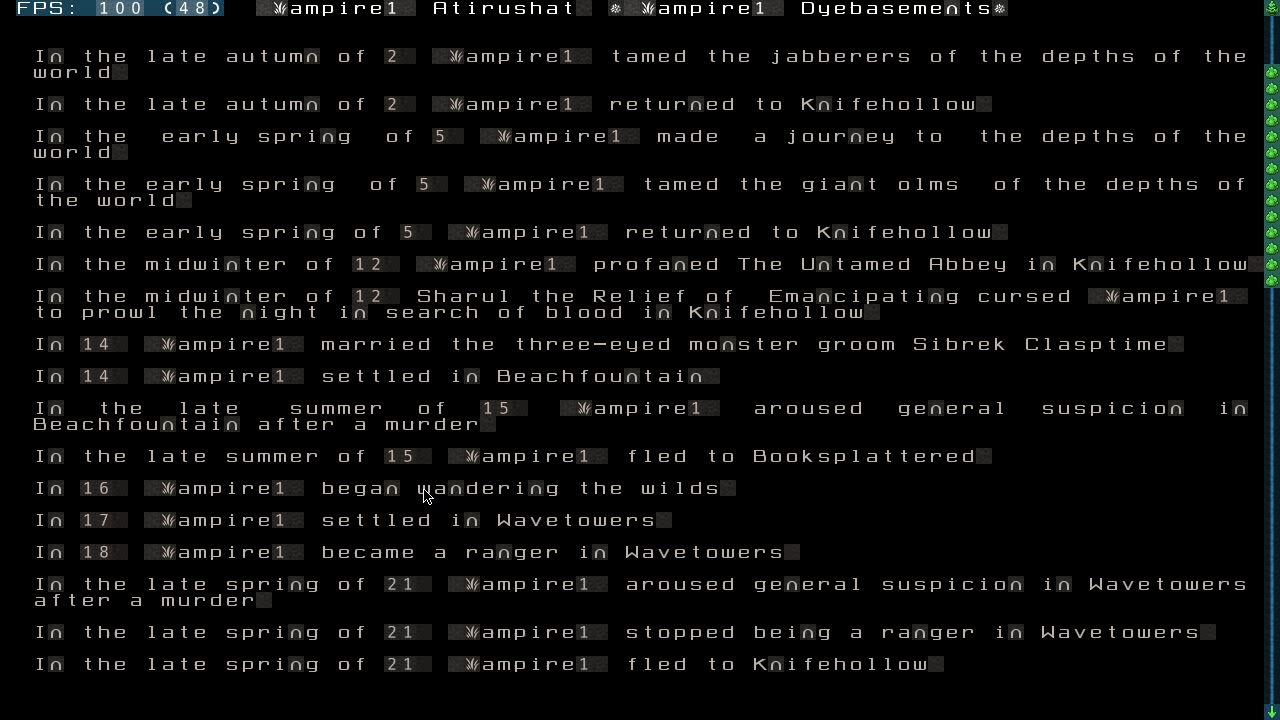 FPS: 100 (48) Vampire1 Atirushat Vampire1 Dyebasements
In the late autumn of 2 Vampire1 tamed the jabberers of the depths of the
world
In the late autumn of 2 Vampire1 returned to Knifehollow
In the early spring of 5 Vampire1 made a journey to the depths of the
world
In the early spring of 5 Vampire1 tamed the giant olms of the depths of
the world
In the early spring of 5 Vampire1 returned to Knifehollow
In the midwinter of 12 Vampire1 profaned The Untamed Abbey in Knifehollow
In the midwinter of 12 Sharul the Relief of Emancipating cursed Vampire1
to prowl the night in search of blood in Knifehollow
In 14 Vampire1 married the three-eyed monster groom Sibrek Clasptime
In 14 Vampire1 settled in Beachfountain
In the late summer of 15 Vampire1 aroused general suspicion in
Beachfountain after a murder
In the late summer of 15 Vampire1 fled to Booksplattered
In 16 Vampire1 began wandering the wilds
In 17 Vampire1 settled in Wavetowers
In 18 Vampire1 became a ranger in Wavetowers
In the late spring of 21 Vampire1 aroused general suspicion in Wavetowers
after a murder
In the late spring of 21 Vampire1 stopped being a ranger in Wavetowers
In the late spring of 21 Vampire1 fled to Knifehollow